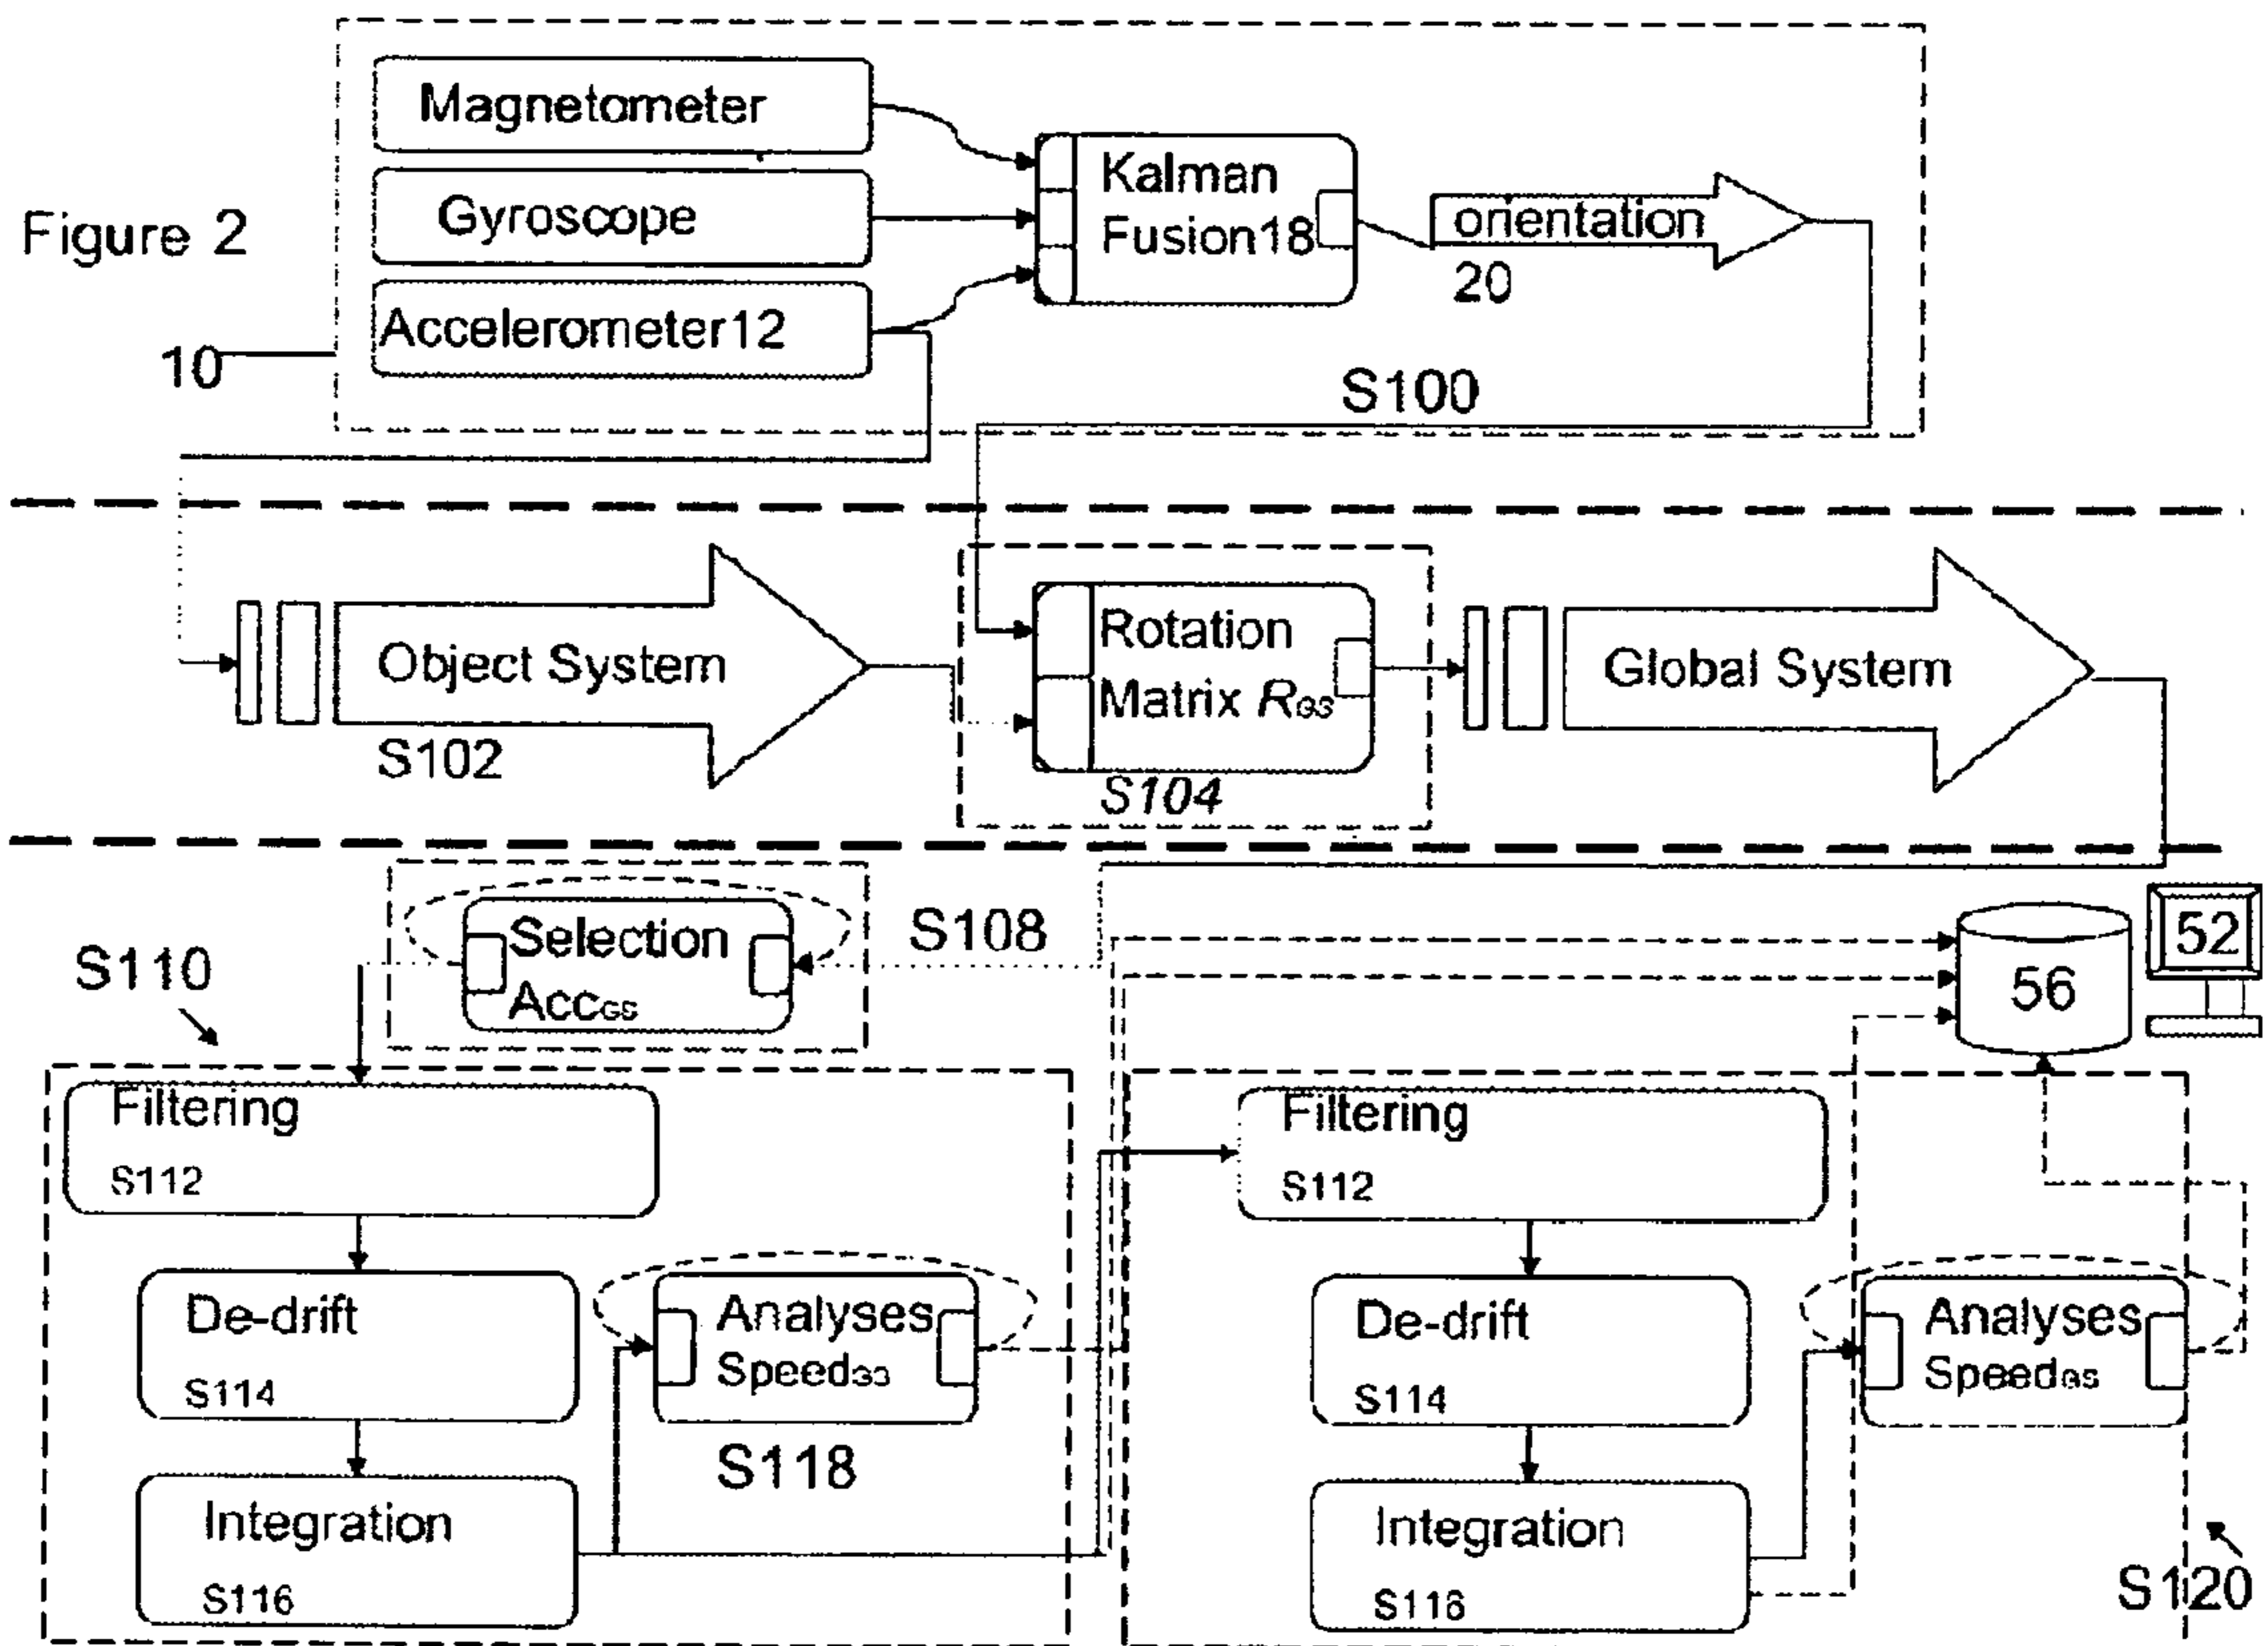 Magnetometer
Gyroscope
Accelerometer12
Figure 2
10
Kalman
Fusion18
orientation
20
S100
Object System
S102
Rotation
Matrix RGS
S104
Global System
Selection
AccGS
S108
S110
56
52
Filtering
S112
De-drift
S114
Integration
S116
Analyses
SpeedGS
S118
Filtering
S112
De-drift
S114
Integration
S116
Analyses
SpeedGS
S120